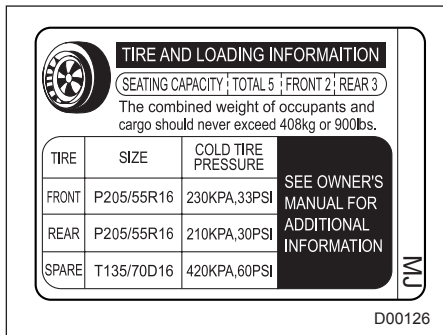 TIRE AND LOADING INFORMAITION
SEATING CAPACITY TOTAL 5 FRONT 2 REAR 3
The combined weight of occupants and
cargo should never exceed 408kg or 900lbs.
TIRE SIZE COLD TIRE
PRESSURE
FRONT P205/55R16 230KPA,33PSI
REAR P205/55R16 210KPA,30PSI
SPARE T135/70D16 420KPA,60PSI
SEE OWNER'S
MANUAL FOR
ADDITIONAL
INFORMATION
MJ
D00126